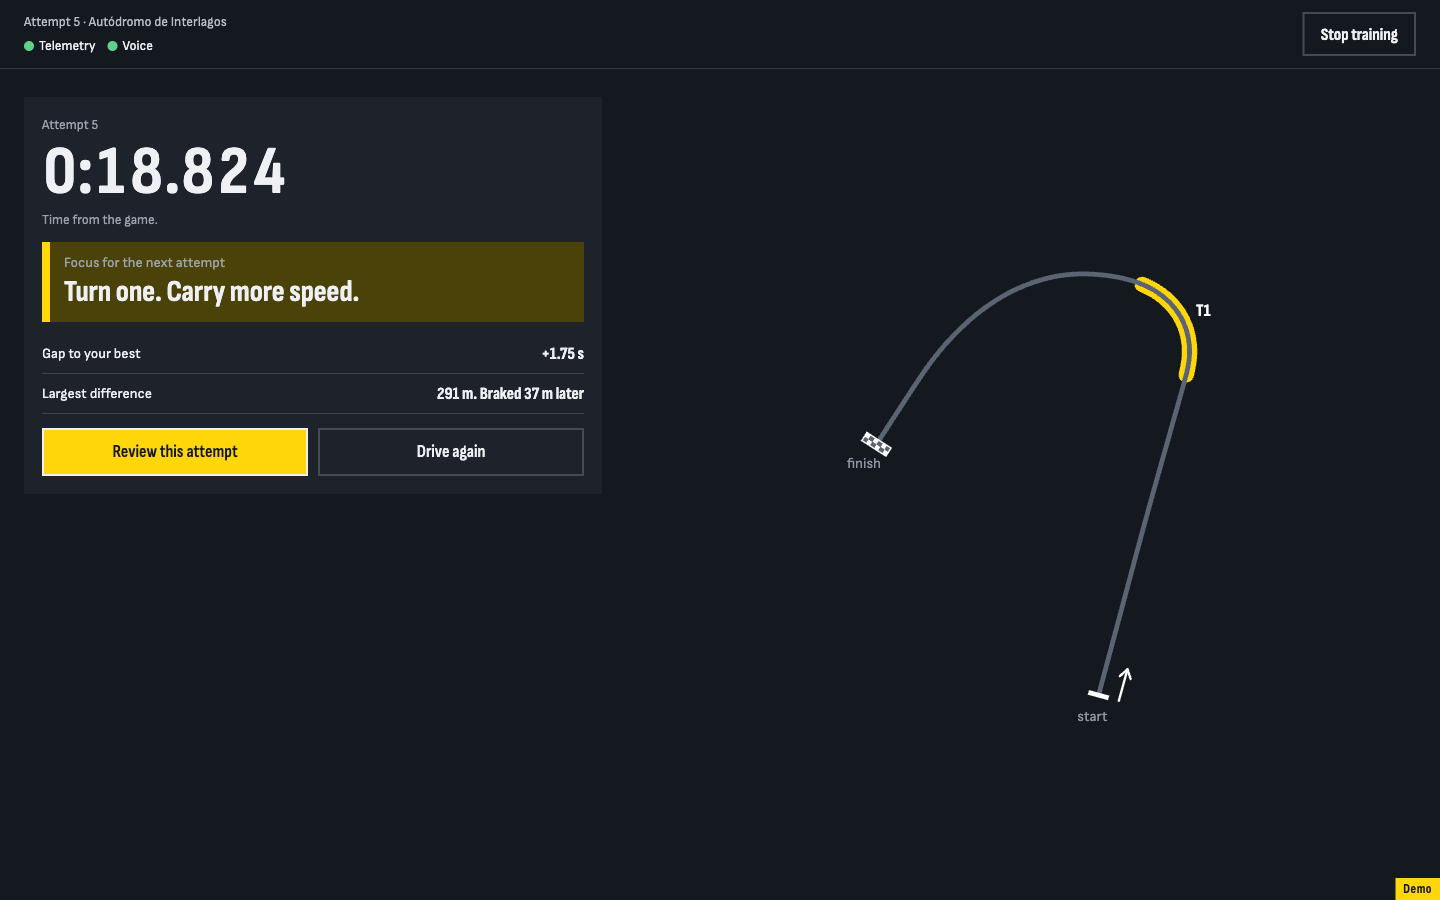 Attempt 5 · Autódromo de Interlagos
Telemetry Voice
Stop training
Attempt 5
0:18.824
Time from the game.
Focus for the next attempt
Turn one. Carry more speed.
Gap to your best +1.75 s
Largest difference 291 m. Braked 37 m later
Review this attempt
Drive again
T1
finish
start
Demo